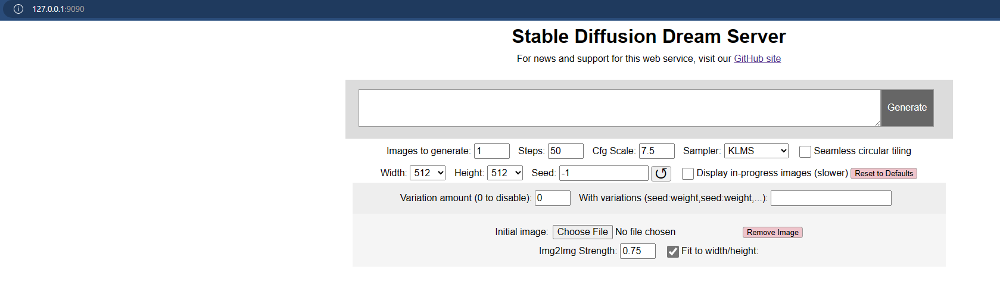 127.0.0.1:9090
Stable Diffusion Dream Server
For news and support for this web service, visit our GitHub site
Generate
Images to generate: 1 Steps: 50 Cfg Scale: 7.5 Sampler: KLMS Seamless circular tiling
Width: 512 Height: 512 Seed: -1 Display in-progress images (slower) Reset to Defaults
Variation amount (0 to disable): 0 With variations (seed:weight,seed:weight,...):
Initial image: Choose File No file chosen Remove Image
Img2Img Strength: 0.75 Fit to width/height: